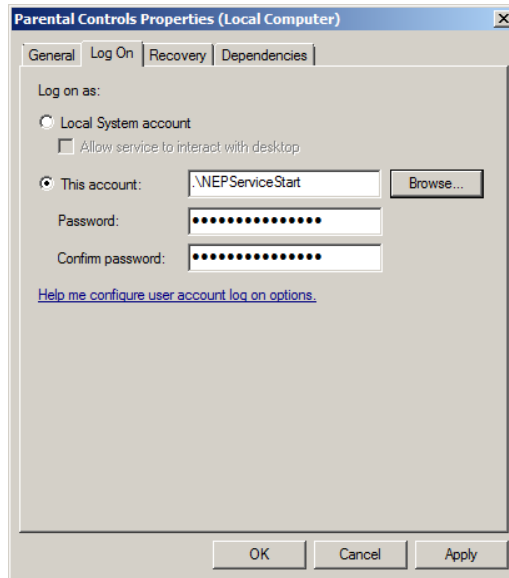 Parental Controls Properties (Local Computer)
General Log On Recovery Dependencies
Log on as:
Local System account
Allow service to interact with desktop
This account: .\NEPServiceStart Browse...
Password: •••••••••••••••
Confirm password: •••••••••••••••
Help me configure user account log on options.
OK Cancel Apply